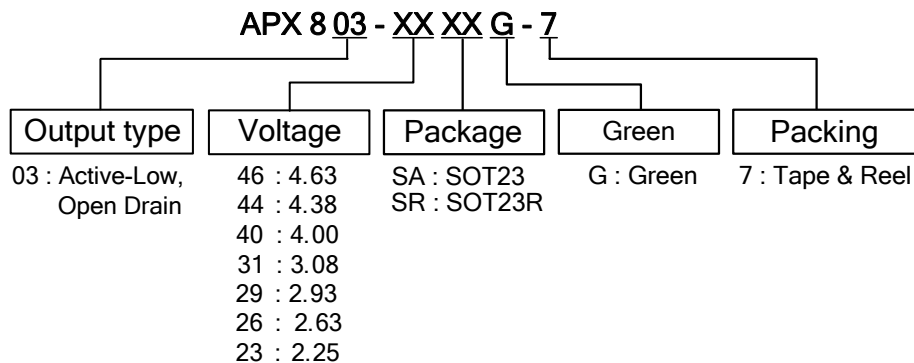 APX 8 03 - XX XX G - 7
Output type
03 : Active-Low,
Open Drain
Voltage
46 : 4.63
44 : 4.38
40 : 4.00
31 : 3.08
29 : 2.93
26 : 2.63
23 : 2.25
Package
SA : SOT23
SR : SOT23R
Green
G : Green
Packing
7 : Tape & Reel